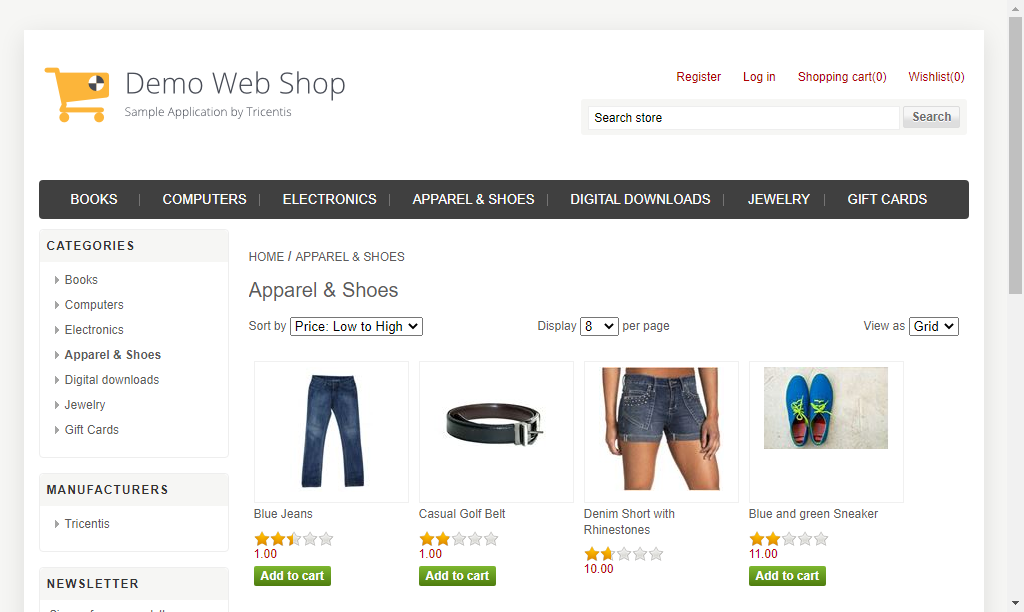 Demo Web Shop
Sample Application by Tricentis
Register Log in Shopping cart(0) Wishlist(0)
Search store Search
BOOKS COMPUTERS ELECTRONICS APPAREL & SHOES DIGITAL DOWNLOADS JEWELRY GIFT CARDS
CATEGORIES
Books
Computers
Electronics
Apparel & Shoes
Digital downloads
Jewelry
Gift Cards
MANUFACTURERS
Tricentis
NEWSLETTER
HOME / APPAREL & SHOES
Apparel & Shoes
Sort by Price: Low to High Display 8 per page View as Grid
Blue Jeans
1.00
Add to cart
Casual Golf Belt
1.00
Add to cart
Denim Short with
Rhinestones
10.00
Blue and green Sneaker
11.00
Add to cart